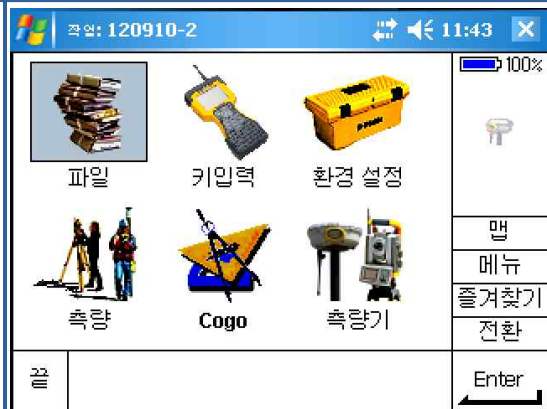 작업: 120910-2 11:43
100%
파일 키입력 환경 설정
측량 Cogo 측량기
맵
메뉴
즐겨찾기
전환
끝 Enter